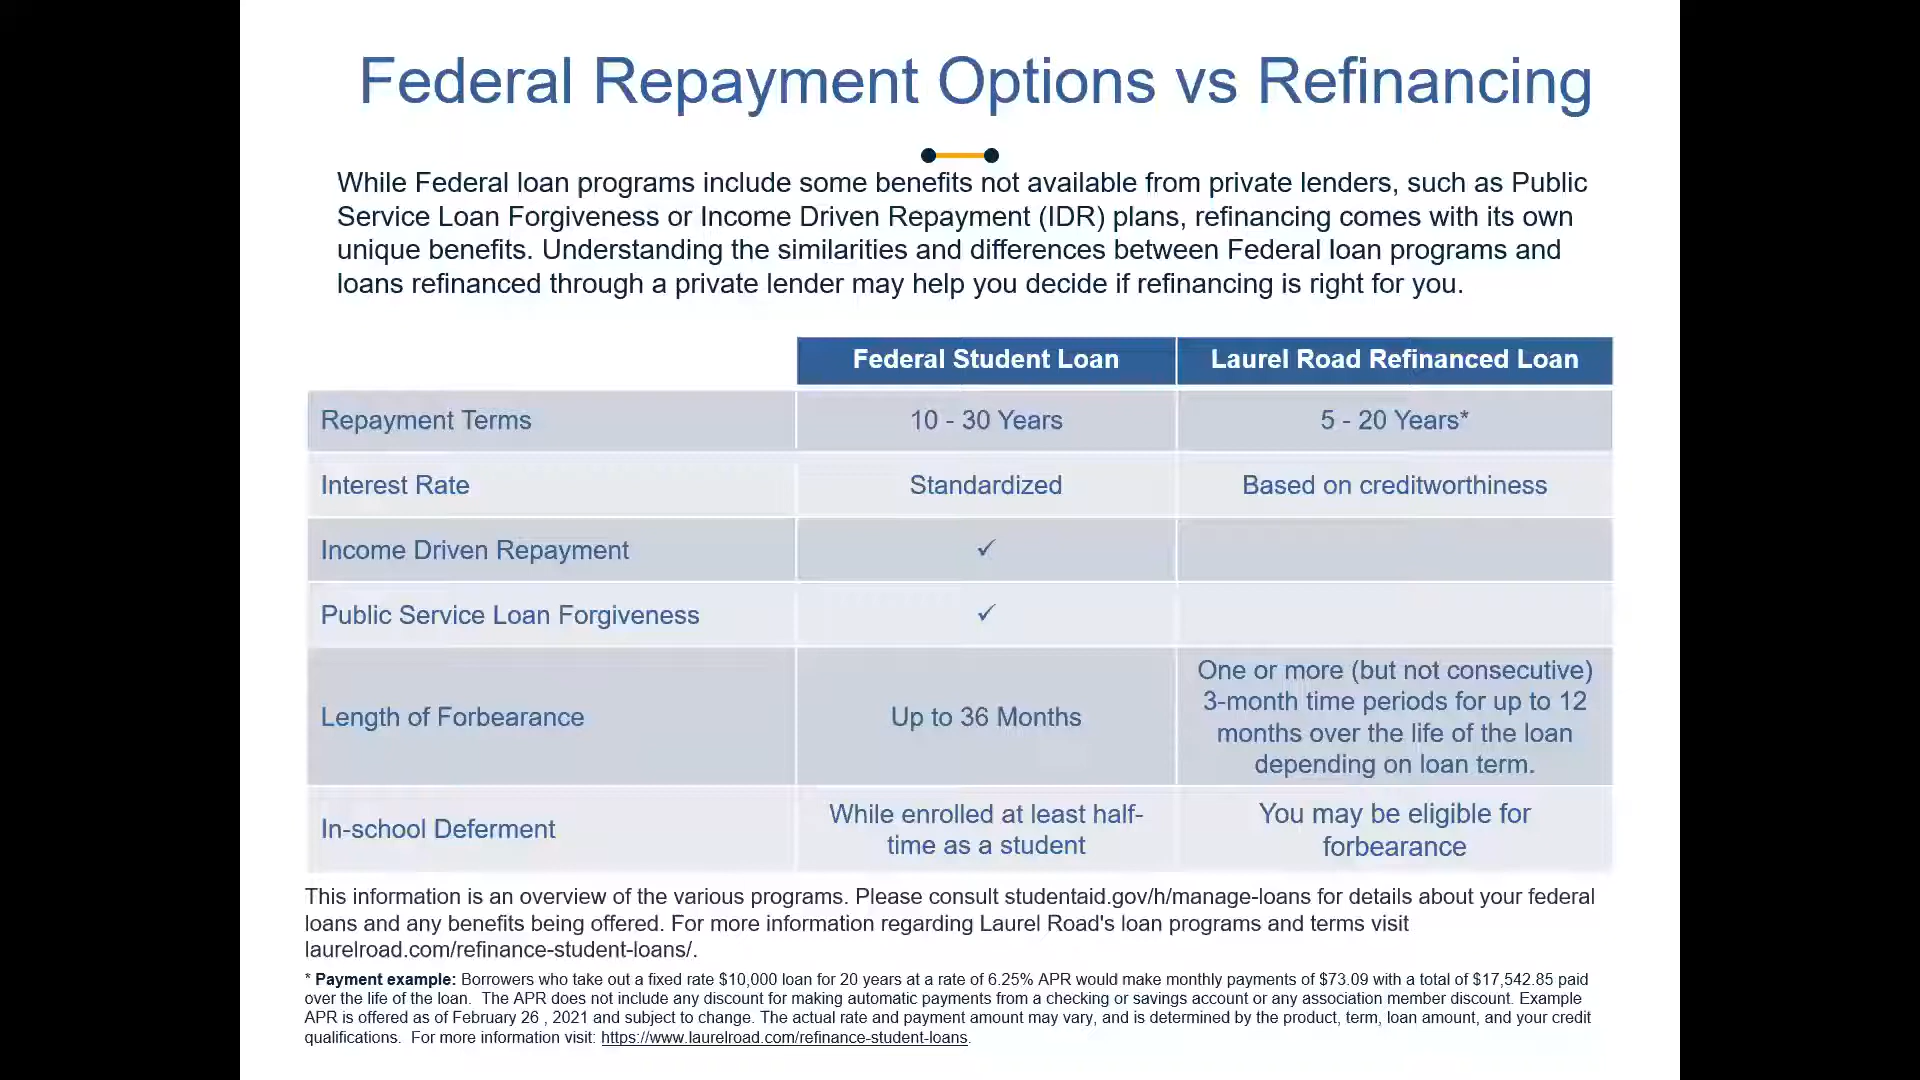 Federal Repayment Options vs Refinancing
While Federal loan programs include some benefits not available from private lenders, such as Public
Service Loan Forgiveness or Income Driven Repayment (IDR) plans, refinancing comes with its own
unique benefits. Understanding the similarities and differences between Federal loan programs and
loans refinanced through a private lender may help you decide if refinancing is right for you.
Federal Student Loan Laurel Road Refinanced Loan
Repayment Terms 10 - 30 Years 5 - 20 Years*
Interest Rate Standardized Based on creditworthiness
Income Driven Repayment ✓
Public Service Loan Forgiveness ✓
Length of Forbearance Up to 36 Months
One or more (but not consecutive)
3-month time periods for up to 12
months over the life of the loan
depending on loan term.
In-school Deferment
While enrolled at least half-
time as a student
You may be eligible for
forbearance
This information is an overview of the various programs. Please consult studentaid.gov/h/manage-loans for details about your federal
loans and any benefits being offered. For more information regarding Laurel Road's loan programs and terms visit
laurelroad.com/refinance-student-loans/.
* Payment example: Borrowers who take out a fixed rate $10,000 loan for 20 years at a rate of 6.25% APR would make monthly payments of $73.09 with a total of $17,542.85 paid
over the life of the loan.  The APR does not include any discount for making automatic payments from a checking or savings account or any association member discount. Example
APR is offered as of February 26 , 2021 and subject to change. The actual rate and payment amount may vary, and is determined by the product, term, loan amount, and your credit
qualifications.  For more information visit: https://www.laurelroad.com/refinance-student-loans.